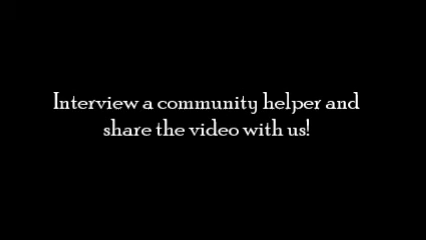 Interview a community helper and
share the video with us!